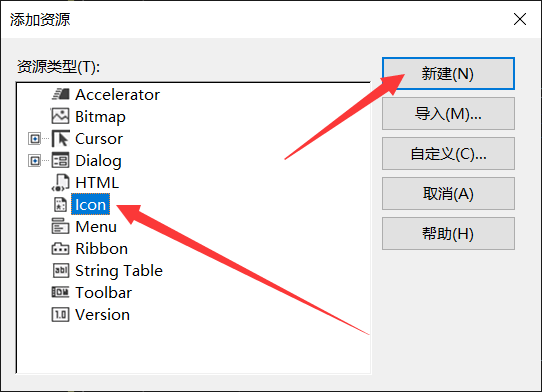 添加资源
资源类型(T):
Accelerator
Bitmap
Cursor
Dialog
HTML
Icon
Menu
Ribbon
String Table
Toolbar
Version
新建(N)
导入(M)...
自定义(C)...
取消(A)
帮助(H)